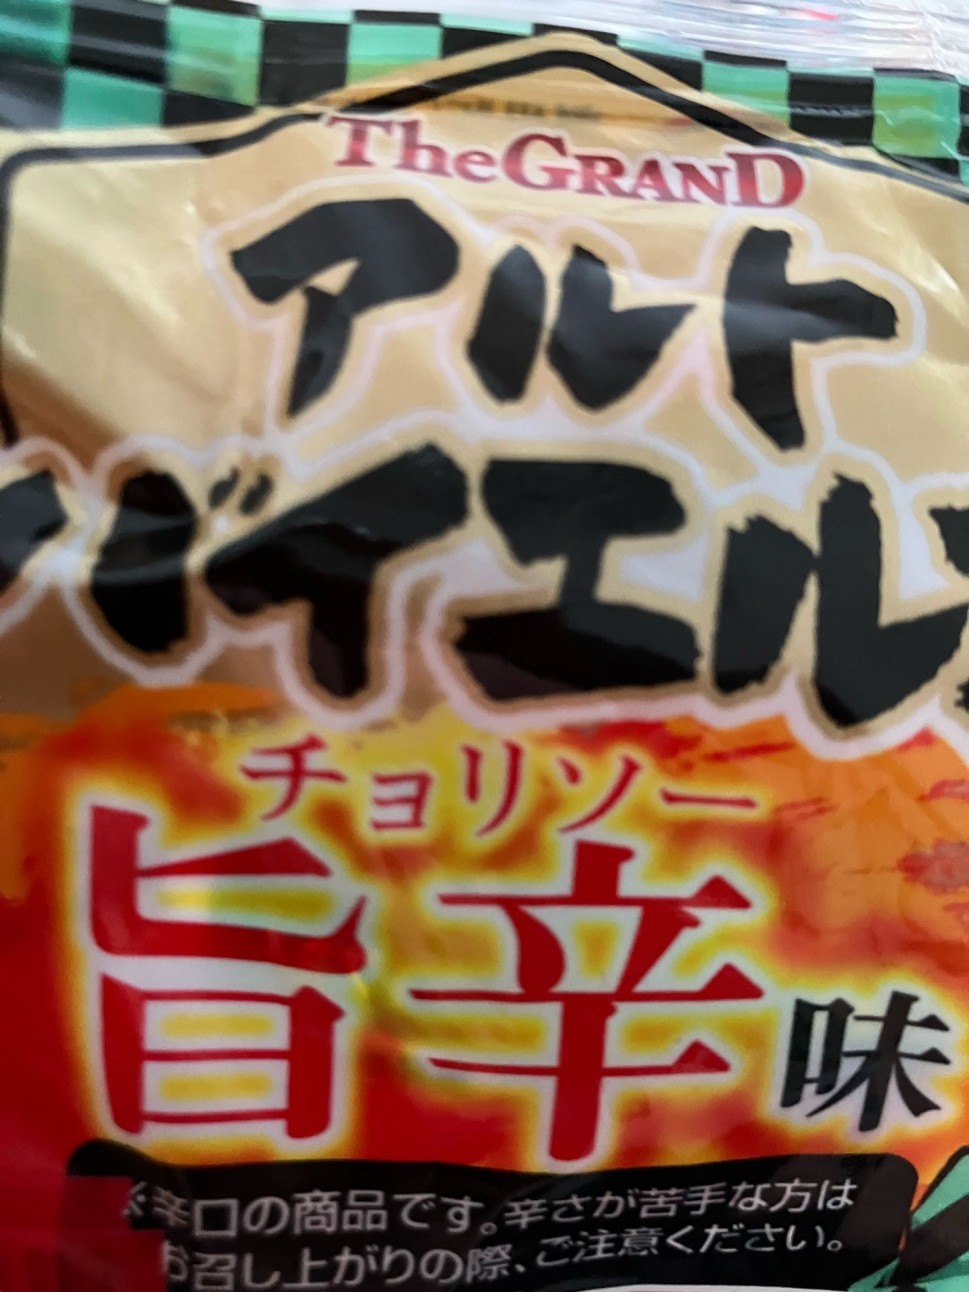 The GRAND
アルト
バイエルン
チョリソー
旨辛味
※辛口の商品です。辛さが苦手な方は
お召し上がりの際、ご注意ください。